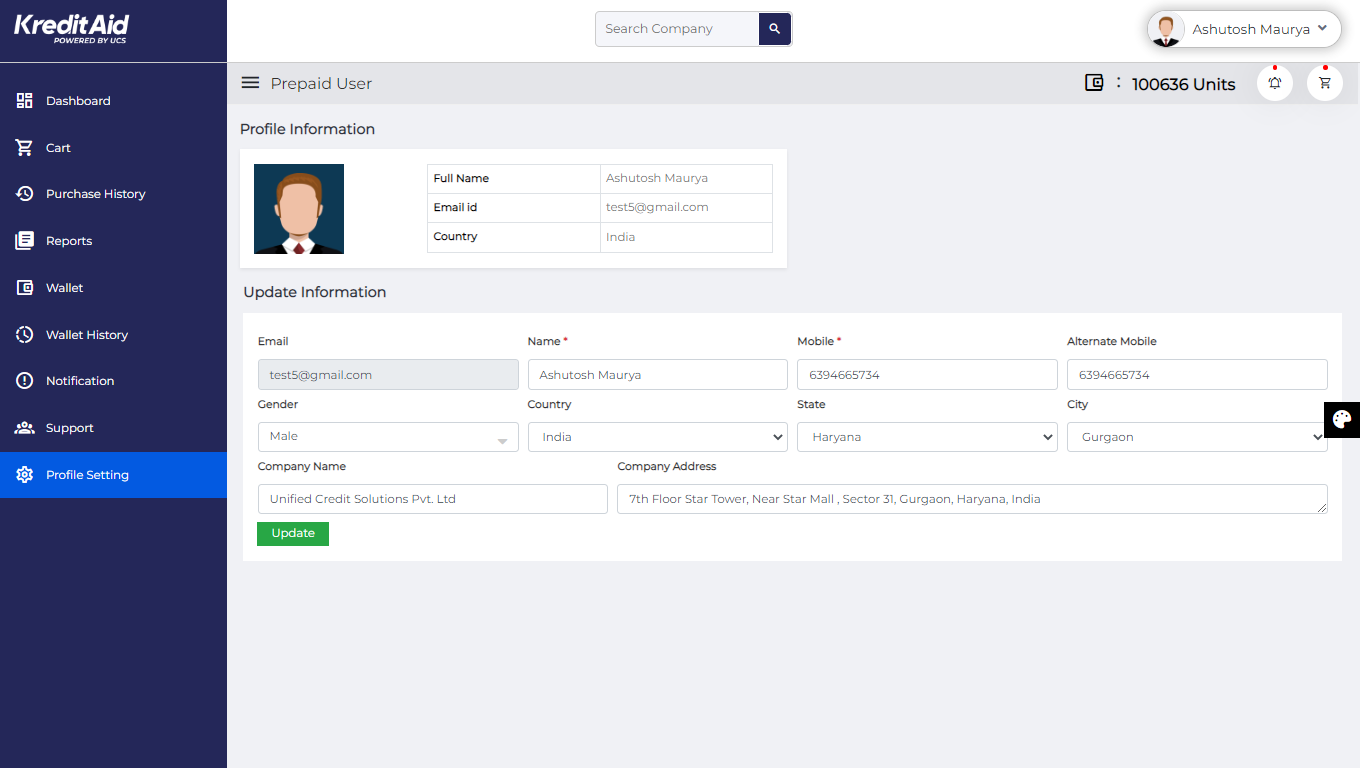 KreditAid
POWERED BY UCS
Search Company
Ashutosh Maurya
Prepaid User
: 100636 Units
Dashboard
Cart
Purchase History
Reports
Wallet
Wallet History
Notification
Support
Profile Setting
Profile Information
Full Name Ashutosh Maurya
Email id test5@gmail.com
Country India
Update Information
Email Name * Mobile * Alternate Mobile
test5@gmail.com Ashutosh Maurya 6394665734 6394665734
Gender Country State City
Male India Haryana Gurgaon
Company Name Company Address
Unified Credit Solutions Pvt. Ltd 7th Floor Star Tower, Near Star Mall , Sector 31, Gurgaon, Haryana, India
Update